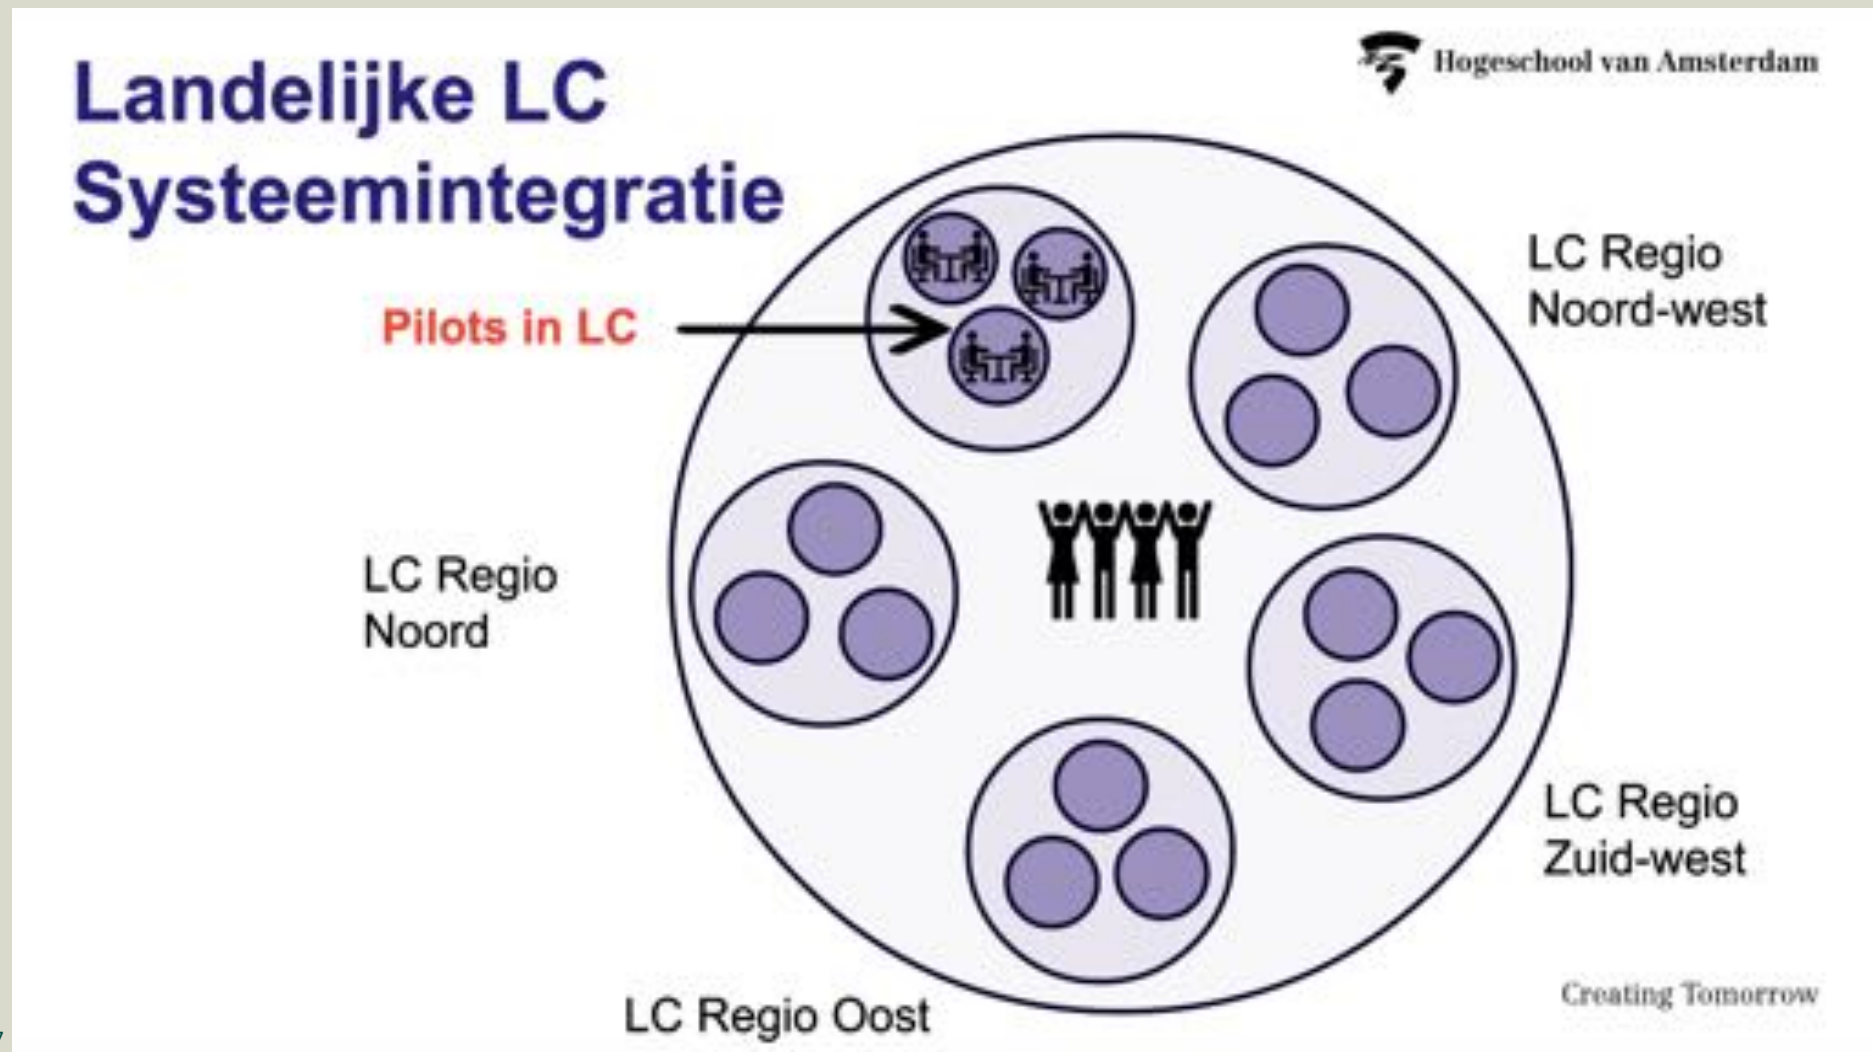 Landelijke LC
Systeemintegratie
Hogeschool van Amsterdam
Pilots in LC
LC Regio
Noord-west
LC Regio
Noord
LC Regio
Zuid-west
LC Regio Oost
Creating Tomorrow